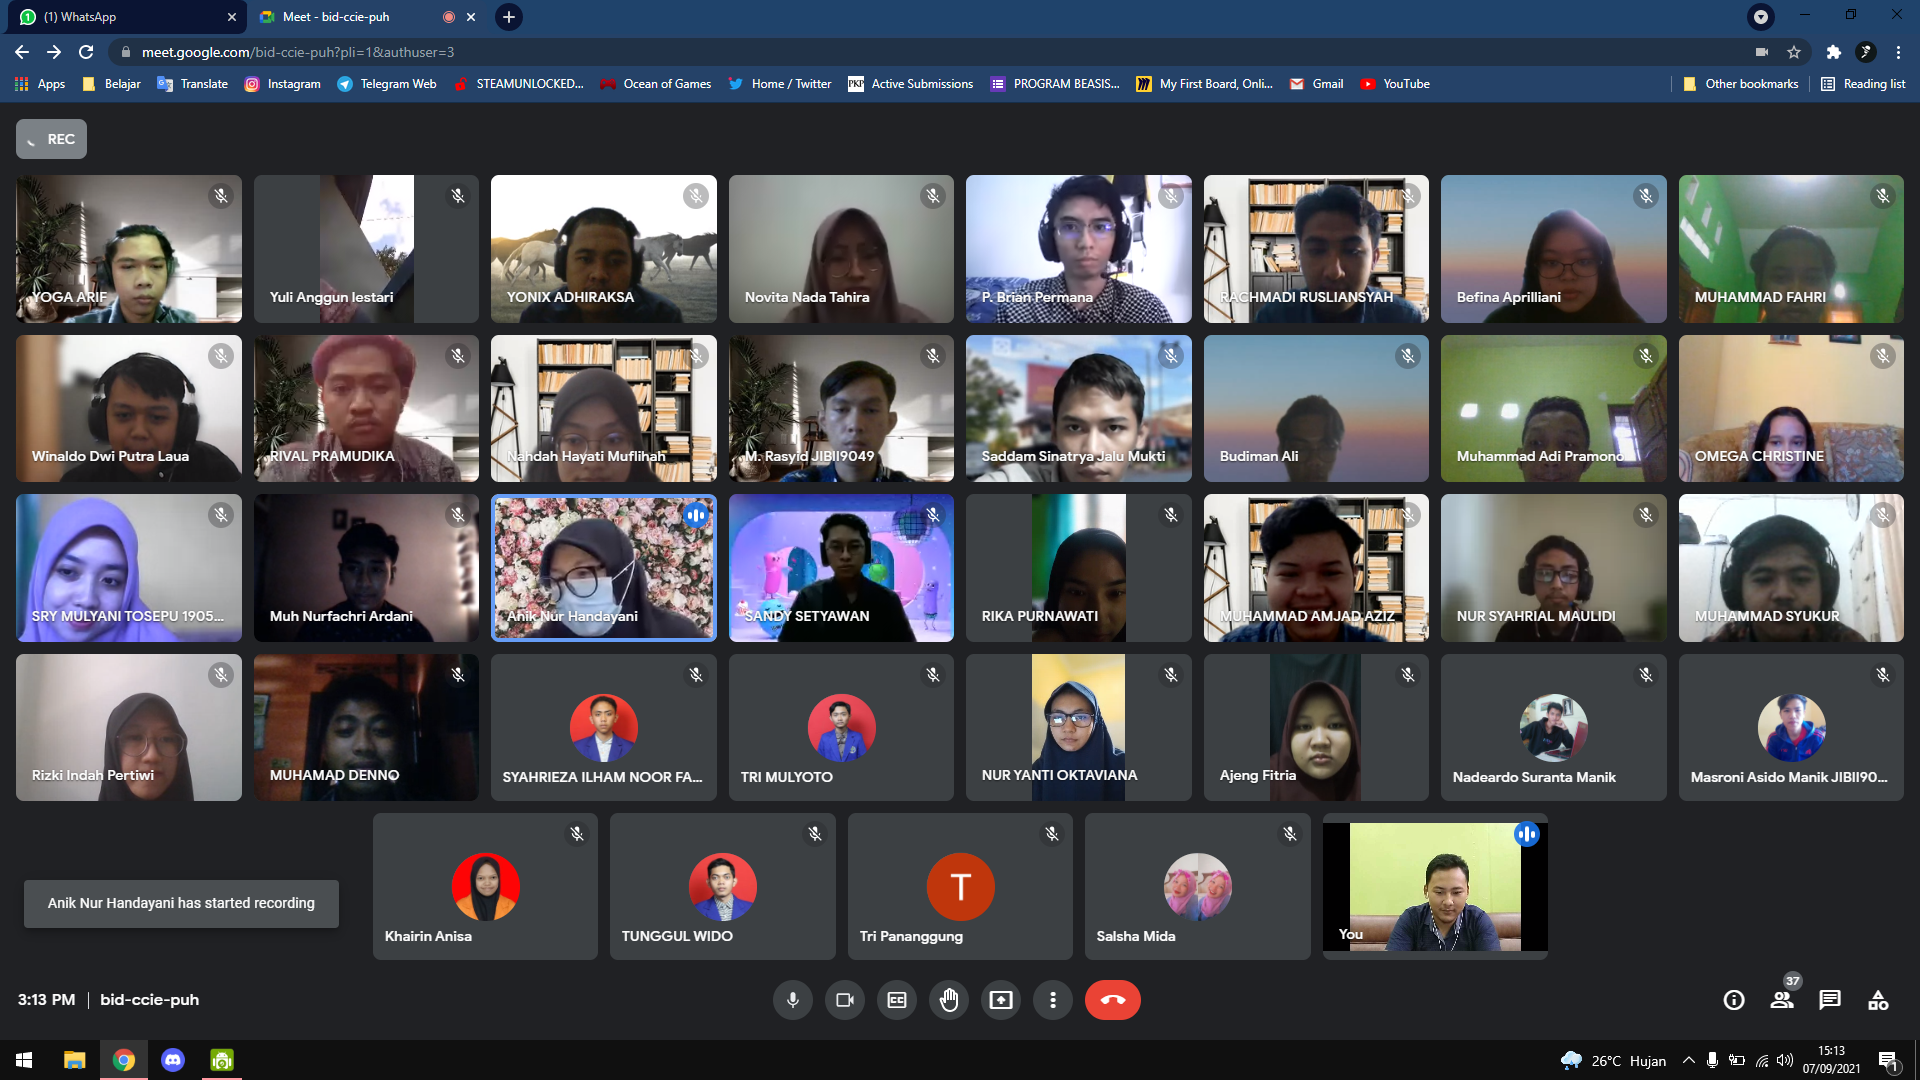 (1) WhatsApp
Meet - bid-ccie-puh
meet.google.com/bid-ccie-puh?pli=1&authuser=3
Apps
Belajar
Translate
Instagram
Telegram Web
STEAMUNLOCKED...
Ocean of Games
Home / Twitter
PKP
Active Submissions
PROGRAM BEASIS...
My First Board, Onli...
Gmail
YouTube
Other bookmarks
Reading list
REC
YOGA ARIF
Yuli Anggun lestari
YONIX ADHIRAKSA
Novita Nada Tahira
P. Brian Permana
RACHMADI RUSLIANSYAH
Befina Aprilliani
MUHAMMAD FAHRI
Winaldo Dwi Putra Laua
RIVAL PRAMUDIKA
Nahdah Hayati Muflihah
M. Rasyid JIBII9049
Saddam Sinatrya Jalu Mukti
Budiman Ali
Muhammad Adi Pramono
OMEGA CHRISTINE
SRY MULYANI TOSEPU 1905...
Muh Nurfachri Ardani
Anik Nur Handayani
SANDY SETYAWAN
RIKA PURNAWATI
MUHAMMAD AMJAD AZIZ
NUR SYAHRIAL MAULIDI
MUHAMMAD SYUKUR
Rizki Indah Pertiwi
MUHAMAD DENNO
SYAHRIEZA ILHAM NOOR FA...
TRI MULYOTO
NUR YANTI OKTAVIANA
Ajeng Fitria
Nadeardo Suranta Manik
Masroni Asido Manik JIBII90...
Anik Nur Handayani has started recording
Khairin Anisa
TUNGGUL WIDO
T
Tri Pananggung
Salsha Mida
You
3:13 PM | bid-ccie-puh
CC
37
26°C Hujan
15:13
07/09/2021
1